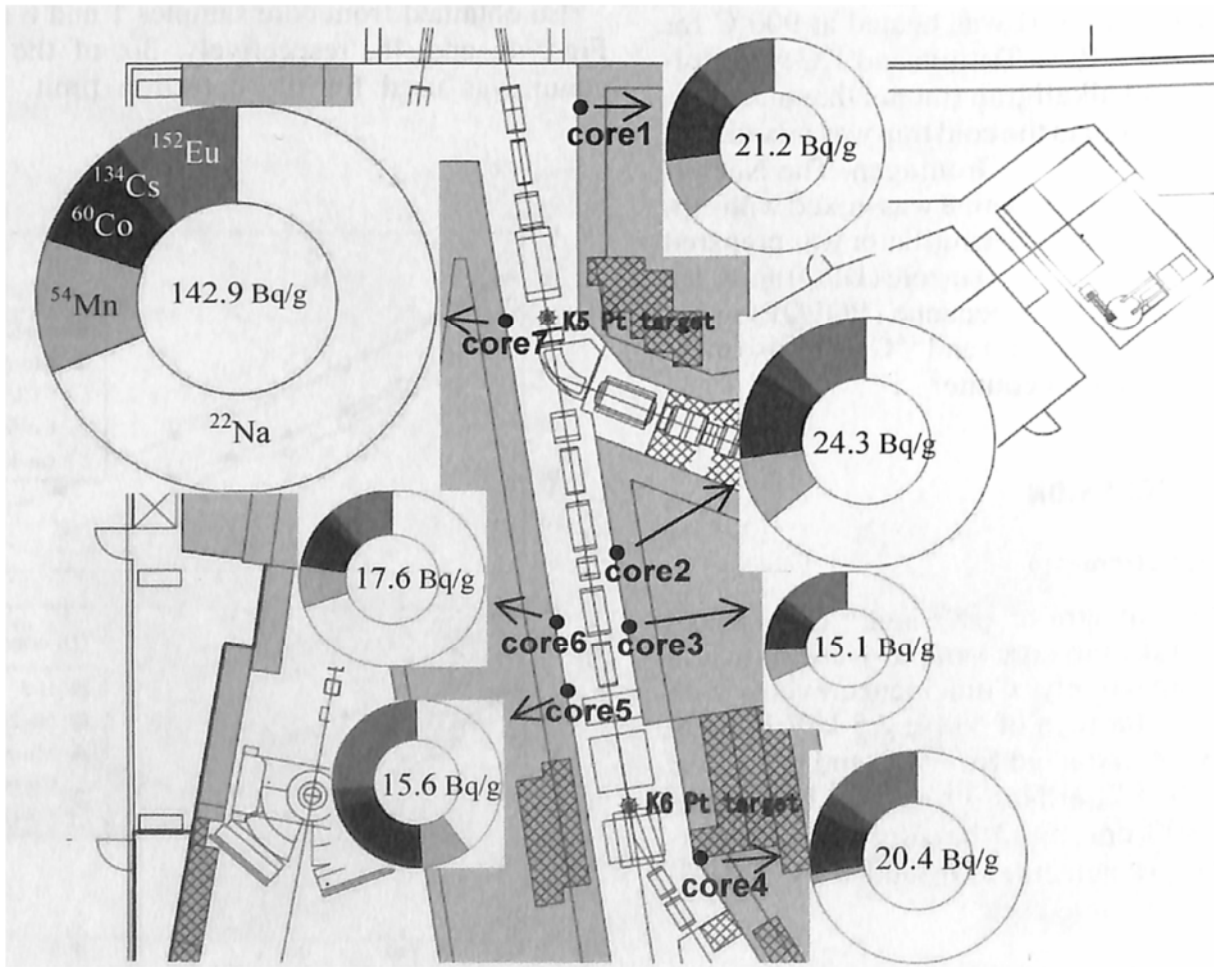 core1
21.2 Bq/g
152Eu
134Cs
60Co
54Mn
142.9 Bq/g
22Na
core7
K5 Pt target
24.3 Bq/g
core2
17.6 Bq/g
core6
core3
15.1 Bq/g
core5
15.6 Bq/g
K6 Pt target
core4
20.4 Bq/g